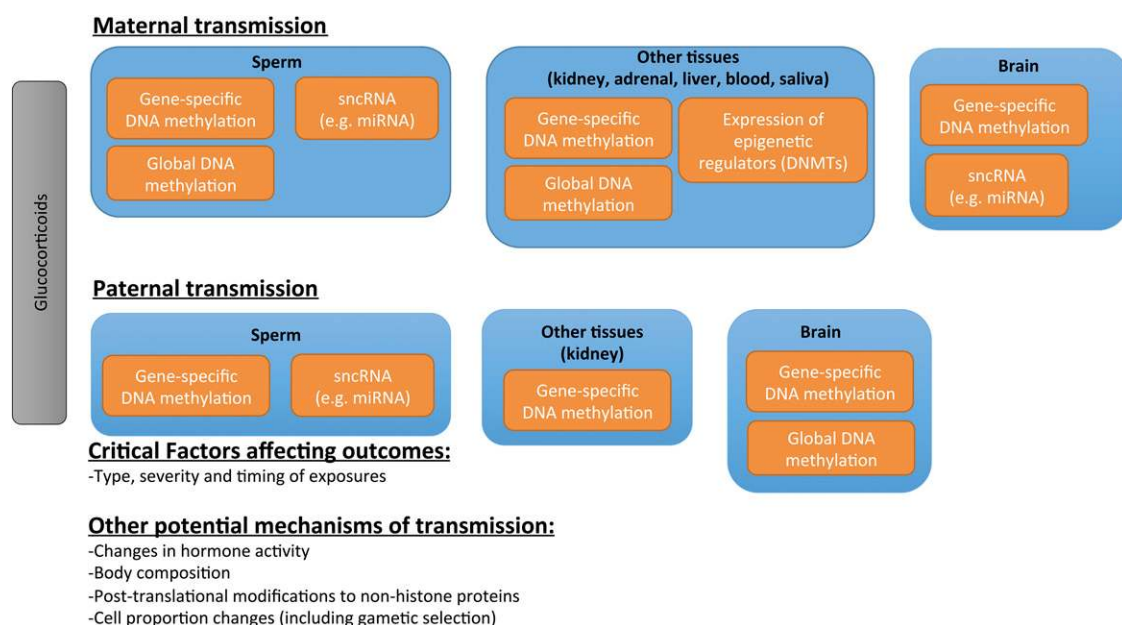 Maternal transmission
Glucocorticoids
Sperm
Gene-specific
DNA methylation
sncRNA
(e.g. miRNA)
Global DNA
methylation
Other tissues
(kidney, adrenal, liver, blood, saliva)
Gene-specific
DNA methylation
Expression of
epigenetic
regulators (DNMTs)
Global DNA
methylation
Brain
Gene-specific
DNA methylation
sncRNA
(e.g. miRNA)
Paternal transmission
Sperm
Gene-specific
DNA methylation
sncRNA
(e.g. miRNA)
Other tissues
(kidney)
Gene-specific
DNA methylation
Brain
Gene-specific
DNA methylation
Global DNA
methylation
Critical Factors affecting outcomes:
-Type, severity and timing of exposures
Other potential mechanisms of transmission:
-Changes in hormone activity
-Body composition
-Post-translational modifications to non-histone proteins
-Cell proportion changes (including gametic selection)